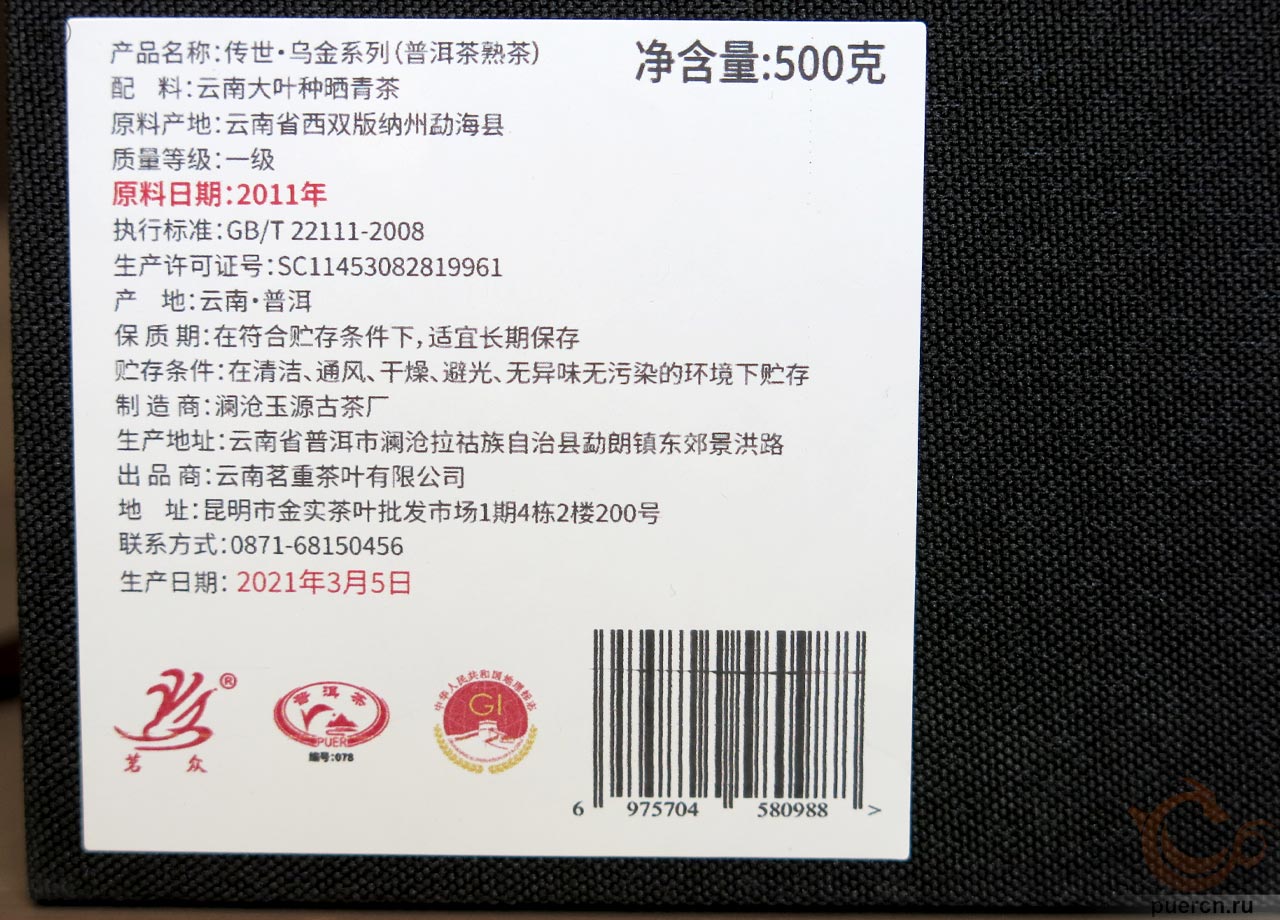 产品名称:传世·乌金系列(普洱茶熟茶)
净含量:500克
配 料:云南大叶种晒青茶
原料产地:云南省西双版纳州勐海县
质量等级:一级
原料日期:2011年
执行标准:GB/T 22111-2008
生产许可证号:SC11453082819961
产 地:云南·普洱
保质期:在符合贮存条件下,适宜长期保存
贮存条件:在清洁、通风、干燥、避光、无异味无污染的环境下贮存
制造商:澜沧玉源古茶厂
生产地址:云南省普洱市澜沧拉祜族自治县勐朗镇东郊景洪路
出品商:云南茗重茶叶有限公司
地 址:昆明市金实茶叶批发市场1期4栋2楼200号
联系方式:0871-68150456
生产日期: 2021年3月5日
®
茗 众
普洱茶
PUER
编号:078
中华人民共和国地理标志
GI
6 975704 580988 >
puercn.ru